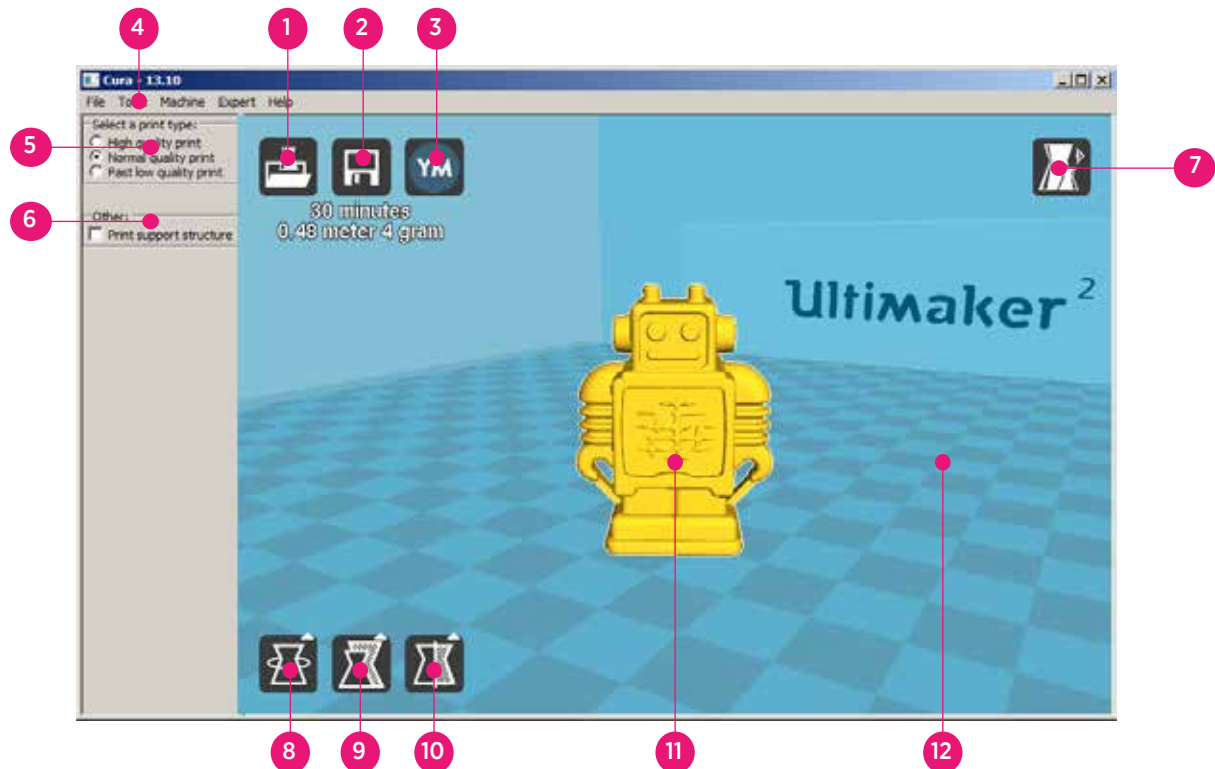 4 1 2 3
Cura - 13.10
File Tools Machine Expert Help
Select a print type:
High quality print
Normal quality print
Fast low quality print
5
6
7
Other:
Print support structure
YM
30 minutes
0.48 meter 4 gram
Ultimaker 2
8 9 10 11 12